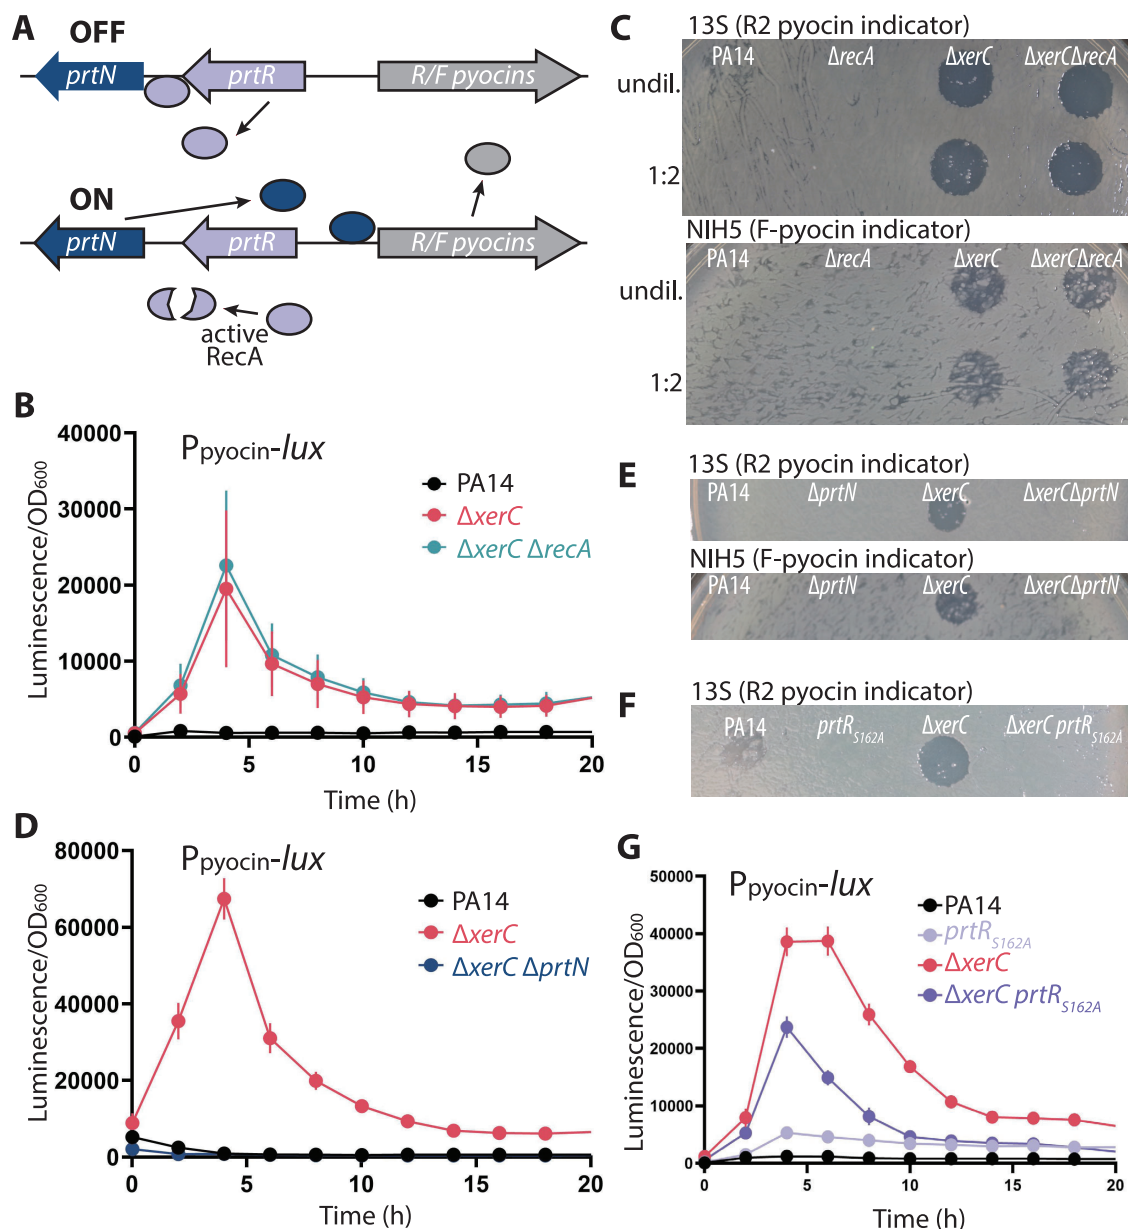 A
OFF
prtN
prtR
R/F pyocins
ON
prtN
prtR
R/F pyocins
active
RecA
B
Ppyocin-lux
Luminescence/OD600
40000
30000
20000
10000
0
0
5
10
15
20
Time (h)
PA14
ΔxerC
ΔxerC ΔrecA
C
13S (R2 pyocin indicator)
PA14 ΔrecA ΔxerC ΔxerCΔrecA
undil.
1:2
NIH5 (F-pyocin indicator)
PA14 ΔrecA ΔxerC ΔxerCΔrecA
undil.
1:2
D
Ppyocin-lux
Luminescence/OD600
80000
60000
40000
20000
0
0
5
10
15
20
Time (h)
PA14
ΔxerC
ΔxerC ΔprtN
E
13S (R2 pyocin indicator)
PA14 ΔprtN ΔxerC ΔxerCΔprtN
NIH5 (F-pyocin indicator)
PA14 ΔprtN ΔxerC ΔxerCΔprtN
F
13S (R2 pyocin indicator)
PA14 prtRS162A ΔxerC ΔxerC prtRS162A
G
Ppyocin-lux
Luminescence/OD600
50000
40000
30000
20000
10000
0
0
5
10
15
20
Time (h)
PA14
prtRS162A
ΔxerC
ΔxerC prtRS162A